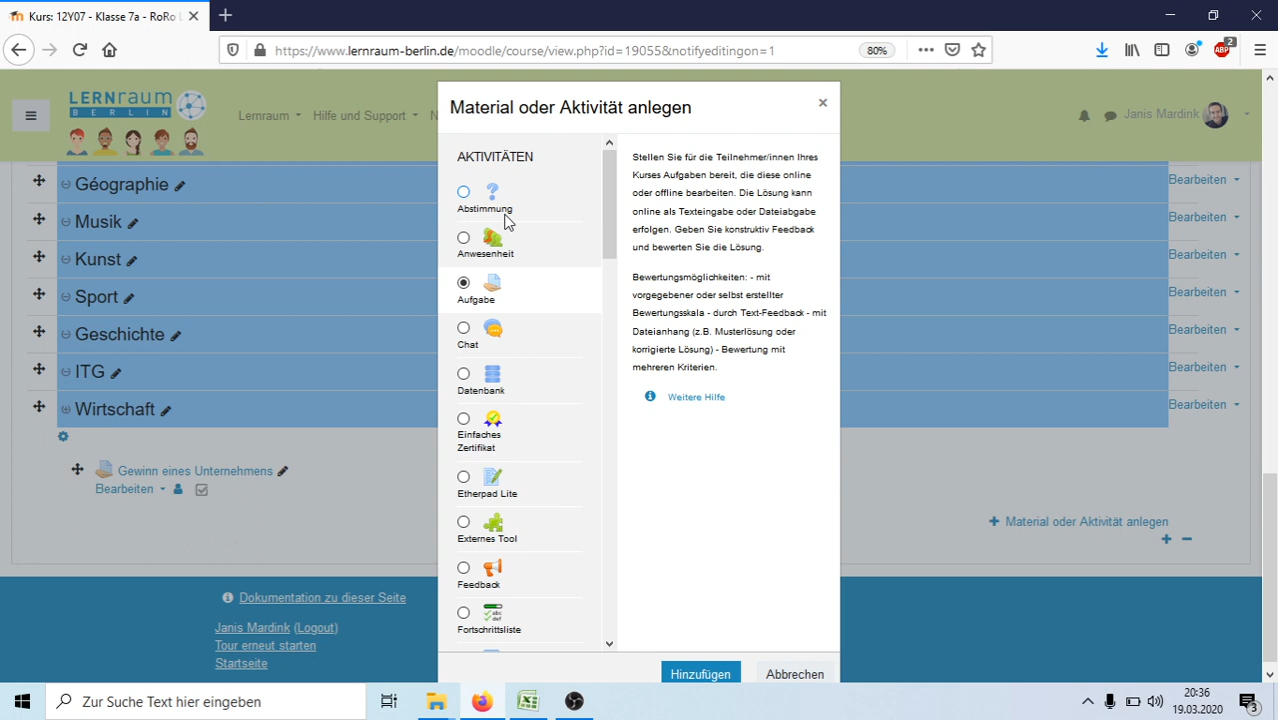 Kurs: 12Y07 - Klasse 7a - RoRo
https://www.lernraum-berlin.de/moodle/course/view.php?id=19055&notifyeditingon=1
80%
ABP
2
LERNraum
BERLIN
Lernraum
Hilfe und Support
N
Janis Mardink
Material oder Aktivität anlegen
AKTIVITÄTEN
Abstimmung
Anwesenheit
Aufgabe
Chat
Datenbank
Einfaches
Zertifikat
Etherpad Lite
Externes Tool
Feedback
abc
def
Fortschrittsliste
Stellen Sie für die Teilnehmer/innen Ihres
Kurses Aufgaben bereit, die diese online
oder offline bearbeiten. Die Lösung kann
online als Texteingabe oder Dateiabgabe
erfolgen. Geben Sie konstruktiv Feedback
und bewerten Sie die Lösung.
Bewertungsmöglichkeiten: - mit
vorgegebener oder selbst erstellter
Bewertungsskala - durch Text-Feedback - mit
Dateianhang (z.B. Musterlösung oder
korrigierte Lösung) - Bewertung mit
mehreren Kriterien.
Weitere Hilfe
Hinzufügen
Abbrechen
Géographie
Bearbeiten
Musik
Bearbeiten
Kunst
Bearbeiten
Sport
Bearbeiten
Geschichte
Bearbeiten
ITG
Bearbeiten
Wirtschaft
Bearbeiten
Gewinn eines Unternehmens
Bearbeiten
Material oder Aktivität anlegen
Dokumentation zu dieser Seite
Janis Mardink (Logout)
Tour erneut starten
Startseite
Zur Suche Text hier eingeben
20:36
19.03.2020
3